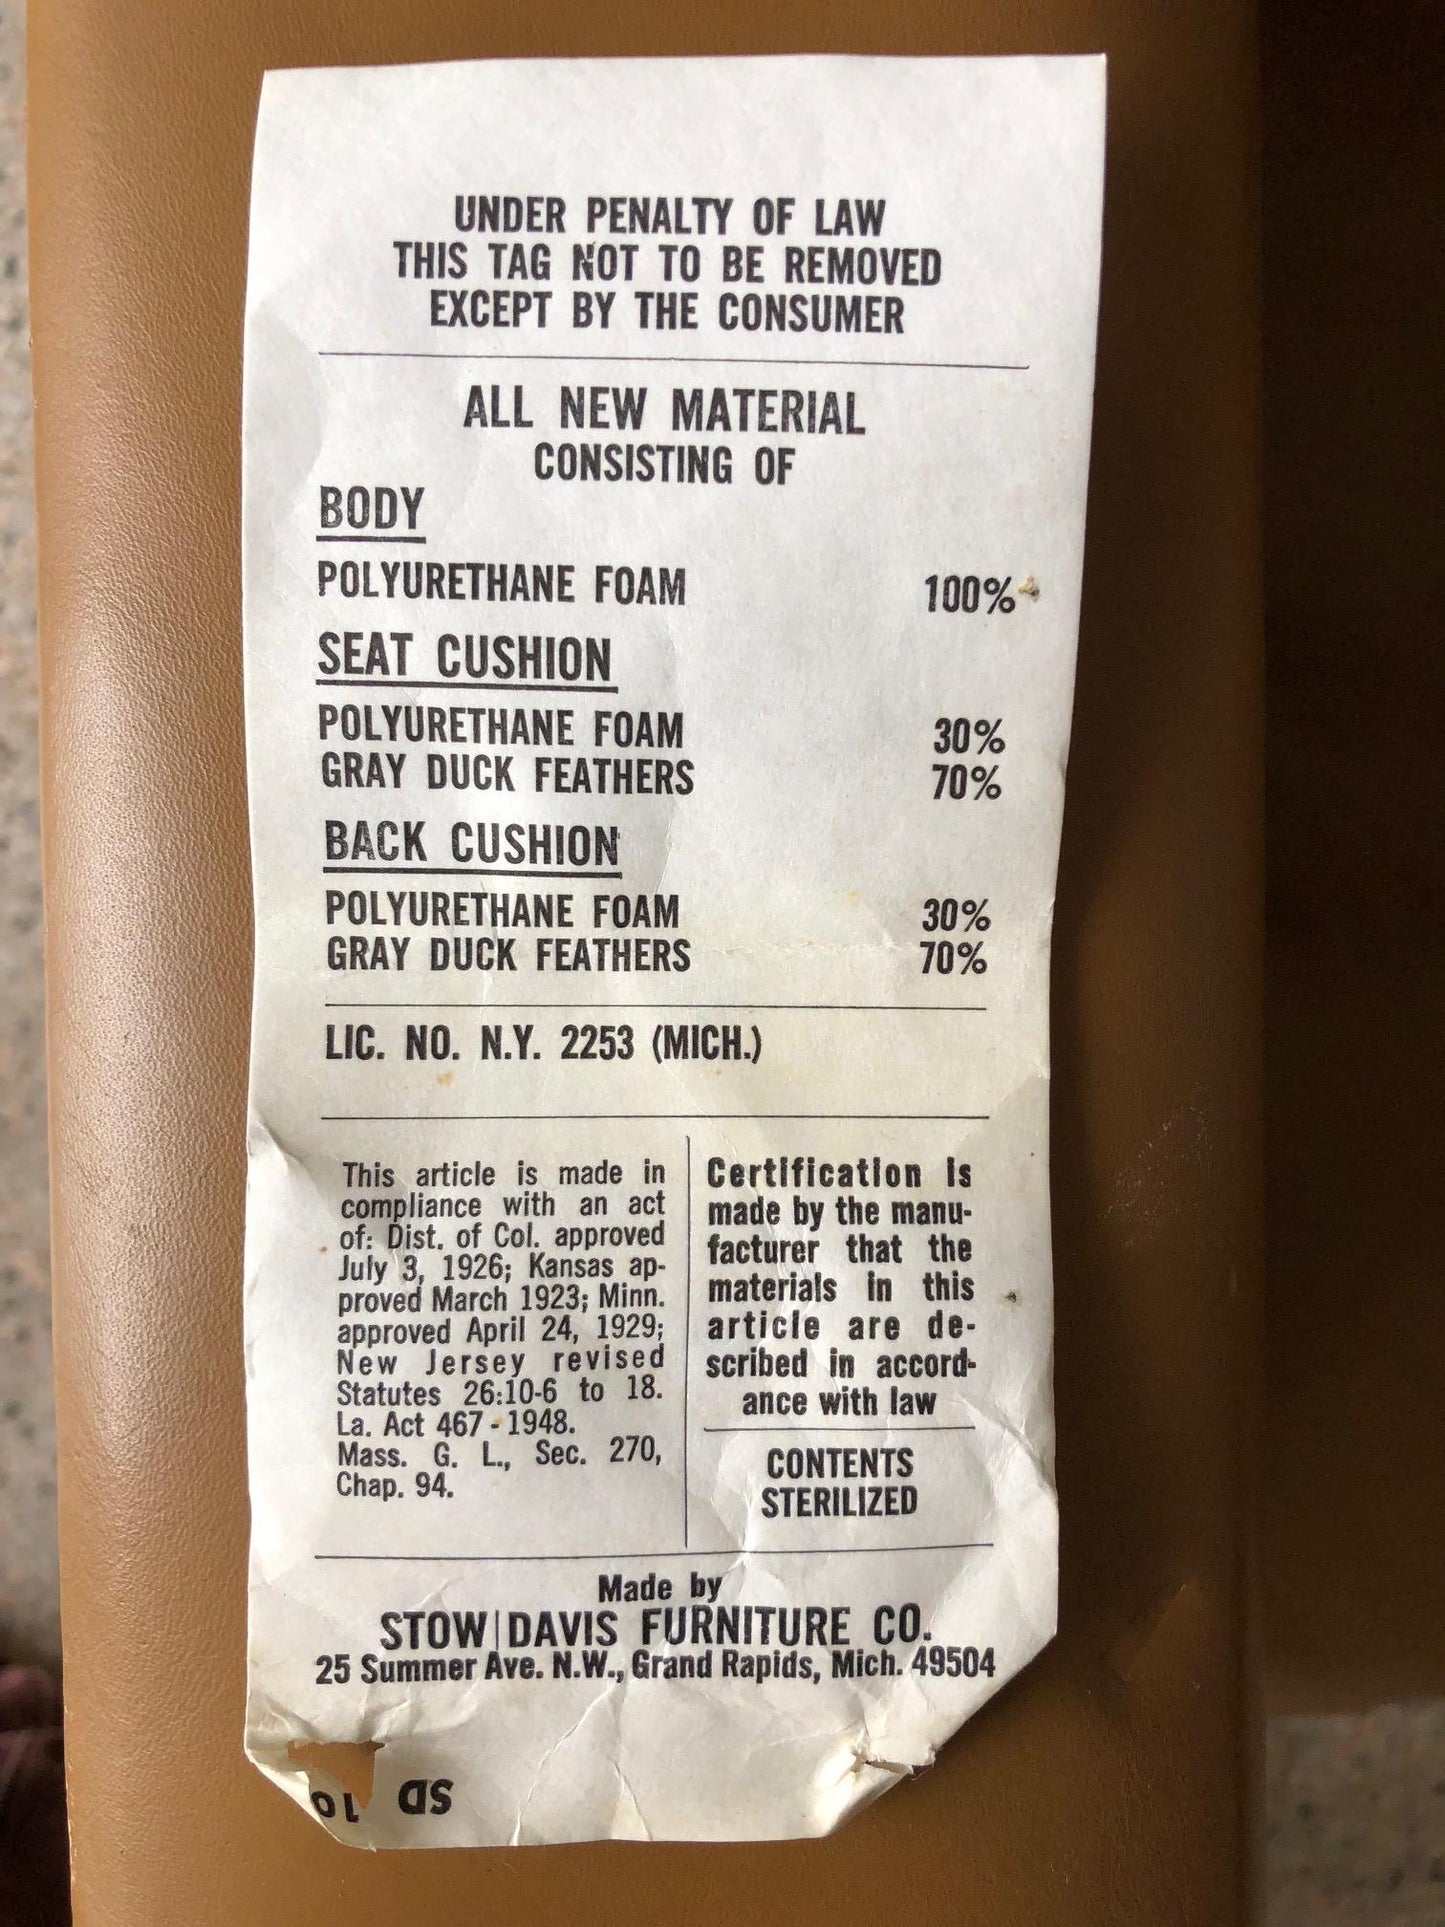 UNDER PENALTY OF LAW
THIS TAG NOT TO BE REMOVED
EXCEPT BY THE CONSUMER
ALL NEW MATERIAL
CONSISTING OF
BODY
POLYURETHANE FOAM 100%
SEAT CUSHION
POLYURETHANE FOAM 30%
GRAY DUCK FEATHERS 70%
BACK CUSHION
POLYURETHANE FOAM 30%
GRAY DUCK FEATHERS 70%
LIC. NO. N.Y. 2253 (MICH.)
This article is made in
compliance with an act
of: Dist. of Col. approved
July 3, 1926; Kansas ap-
proved March 1923; Minn.
approved April 24, 1929;
New Jersey revised
Statutes 26:10-6 to 18.
La. Act 467 - 1948.
Mass. G. L., Sec. 270,
Chap. 94.
Certification is
made by the manu-
facturer that the
materials in this
article are de-
scribed in accord-
ance with law
CONTENTS
STERILIZED
Made by
STOW|DAVIS FURNITURE CO.
25 Summer Ave. N.W., Grand Rapids, Mich. 49504
SD